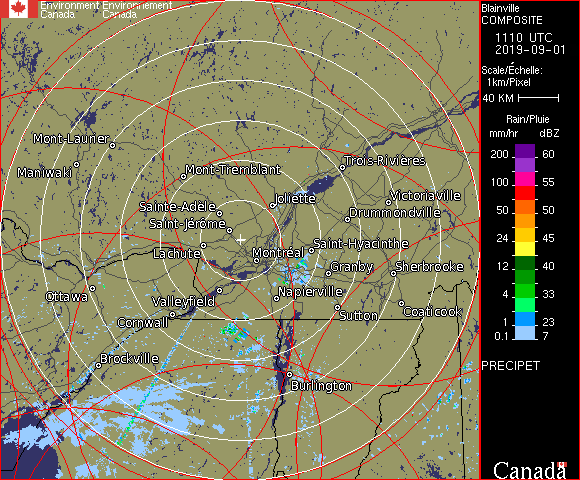 Environment Environnement
Canada Canada
Blainville
COMPOSITE
1110 UTC
2019-09-01
Scale/Échelle:
1km/Pixel
40 KM
Rain/Pluie
mm/hr dBZ
200 60
100 55
50 50
24 45
12 40
4 33
1 23
0.1 7
PRECIPET
Canada
Mont-Laurier
Maniwaki
Mont-Tremblant
Trois-Rivières
Joliette
Victoriaville
Sainte-Adèle
Drummondville
Saint-Jérôme
Lachute
Montréal
Saint-Hyacinthe
Granby
Sherbrooke
Ottawa
Valleyfield
Napierville
Cornwall
Sutton
Coaticook
Brockville
Burlington